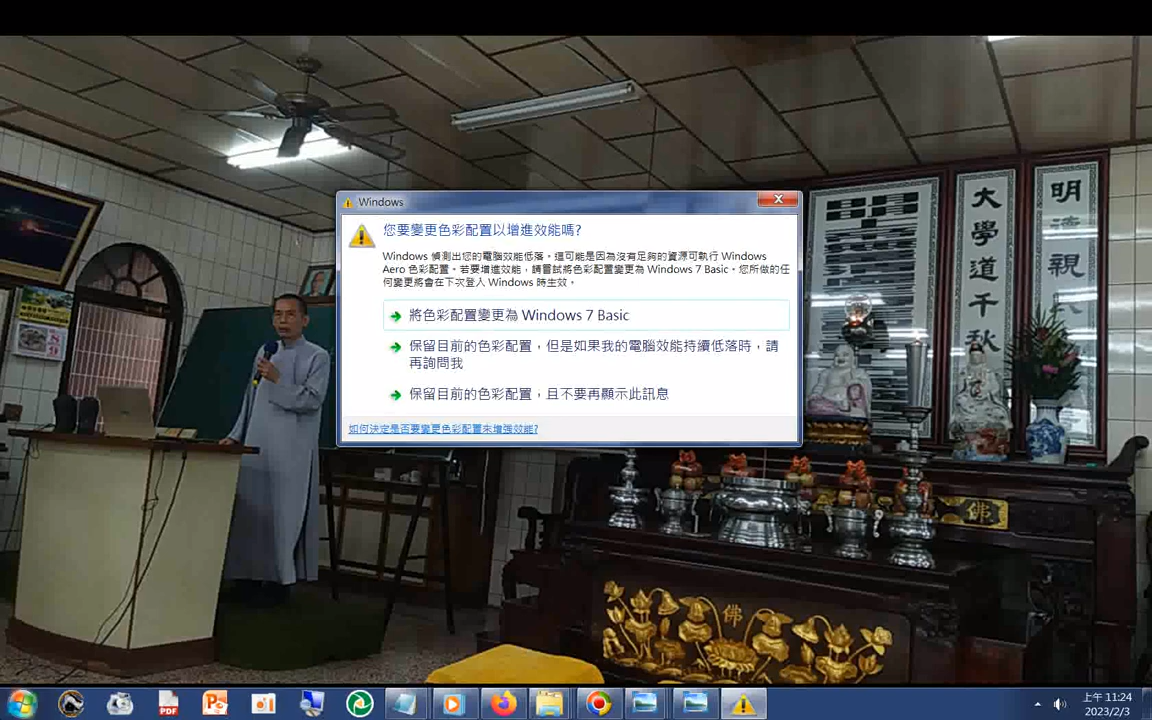 Windows
您要變更色彩配置以增進效能嗎?
Windows 偵測出您的電腦效能低落。這可能是因為沒有足夠的資源可執行 Windows
Aero 色彩配置。若要增進效能，請嘗試將色彩配置變更為 Windows 7 Basic。您所做的任
何變更將會在下次登入 Windows 時生效。
將色彩配置變更為 Windows 7 Basic
保留目前的色彩配置，但是如果我的電腦效能持續低落時，請
再詢問我
保留目前的色彩配置，且不要再顯示此訊息
如何決定是否要變更色彩配置來增強效能?
大學道千秋
明德親
佛
佛
89
PDF
上午 11:24
2023/2/3